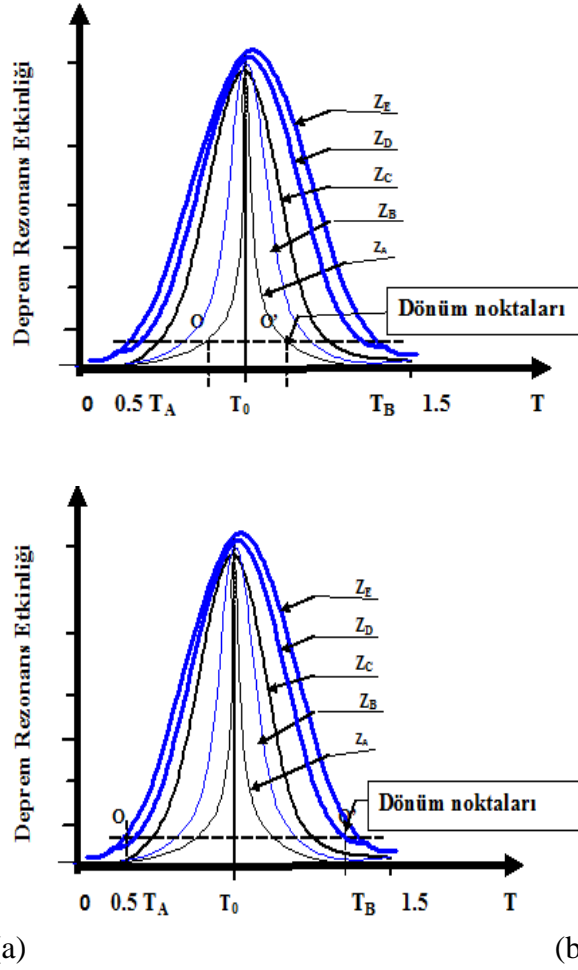 Deprem Rezonans Etkinliği
Z_E
Z_D
Z_C
Z_B
Z_A
O
O'
Dönüm noktaları
0 0.5 T_A T_0 T_B 1.5 T
Deprem Rezonans Etkinliği
Z_E
Z_D
Z_C
Z_B
Z_A
O
Dönüm noktaları
0 0.5 T_A T_0 T_B 1.5 T
a) (b